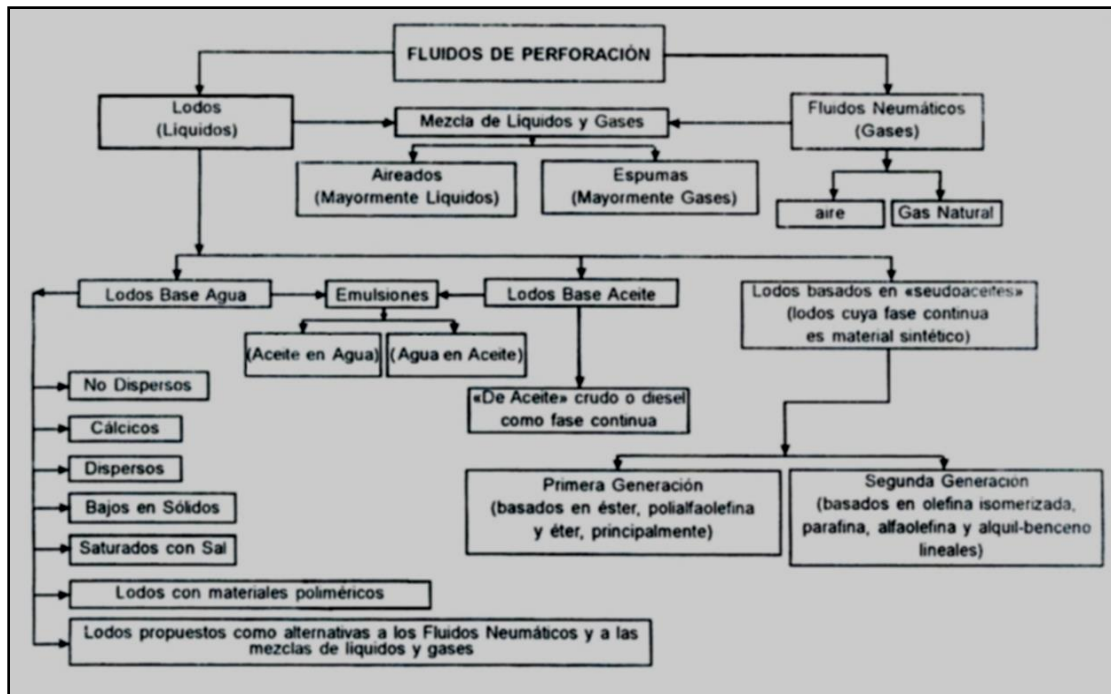 FLUIDOS DE PERFORACIÓN
Lodos
(Líquidos)
Mezcla de Líquidos y Gases
Fluidos Neumáticos
(Gases)
Aireados
(Mayormente Líquidos)
Espumas
(Mayormente Gases)
aire
Gas Natural
Lodos Base Agua
Emulsiones
Lodos Base Aceite
Lodos basados en «seudoaceites»
(lodos cuya fase continua
es material sintético)
(Aceite en Agua)
(Agua en Aceite)
No Dispersos
«De Aceite» crudo o diesel
como fase continua
Cálcicos
Dispersos
Primera Generación
(basados en éster, polialfaolefina
y éter, principalmente)
Segunda Generación
(basados en olefina isomerizada,
parafina, alfaolefina y alquil-benceno
lineales)
Bajos en Sólidos
Saturados con Sal
Lodos con materiales poliméricos
Lodos propuestos como alternativas a los Fluidos Neumáticos y a las
mezclas de líquidos y gases